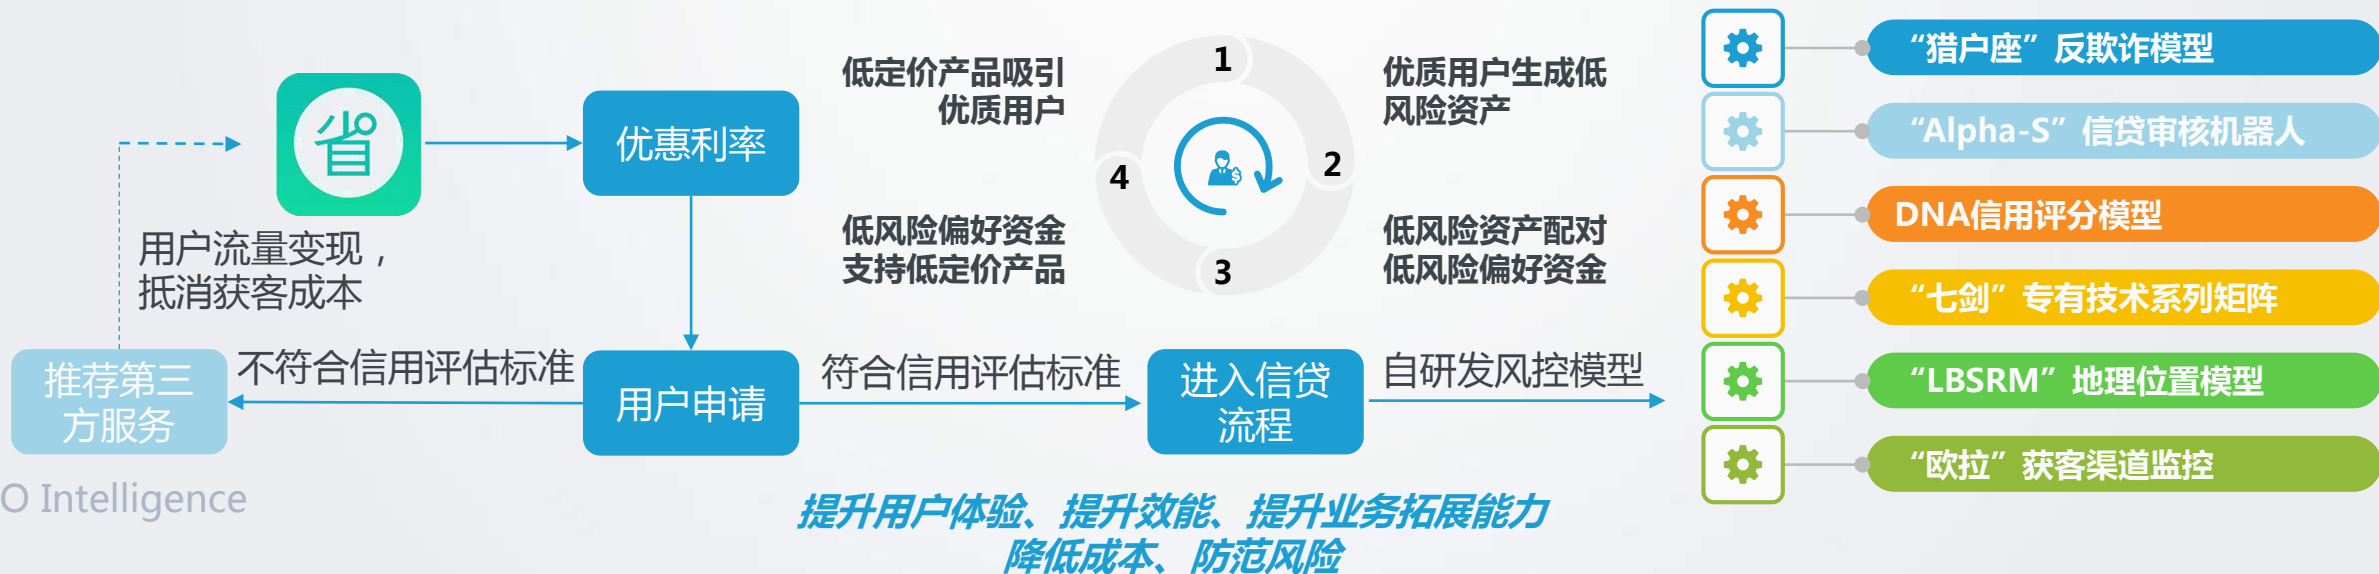 省
优惠利率
用户流量变现，
抵消获客成本
推荐第三
方服务
不符合信用评估标准
用户申请
符合信用评估标准
进入信贷
流程
自研发风控模型
低定价产品吸引
优质用户
1
优质用户生成低
风险资产
2
低风险资产配对
低风险偏好资金
3
低风险偏好资金
支持低定价产品
4
“猎户座”反欺诈模型
“Alpha-S”信贷审核机器人
DNA信用评分模型
“七剑”专有技术系列矩阵
“LBSRM”地理位置模型
“欧拉”获客渠道监控
O Intelligence
提升用户体验、提升效能、提升业务拓展能力
降低成本、防范风险